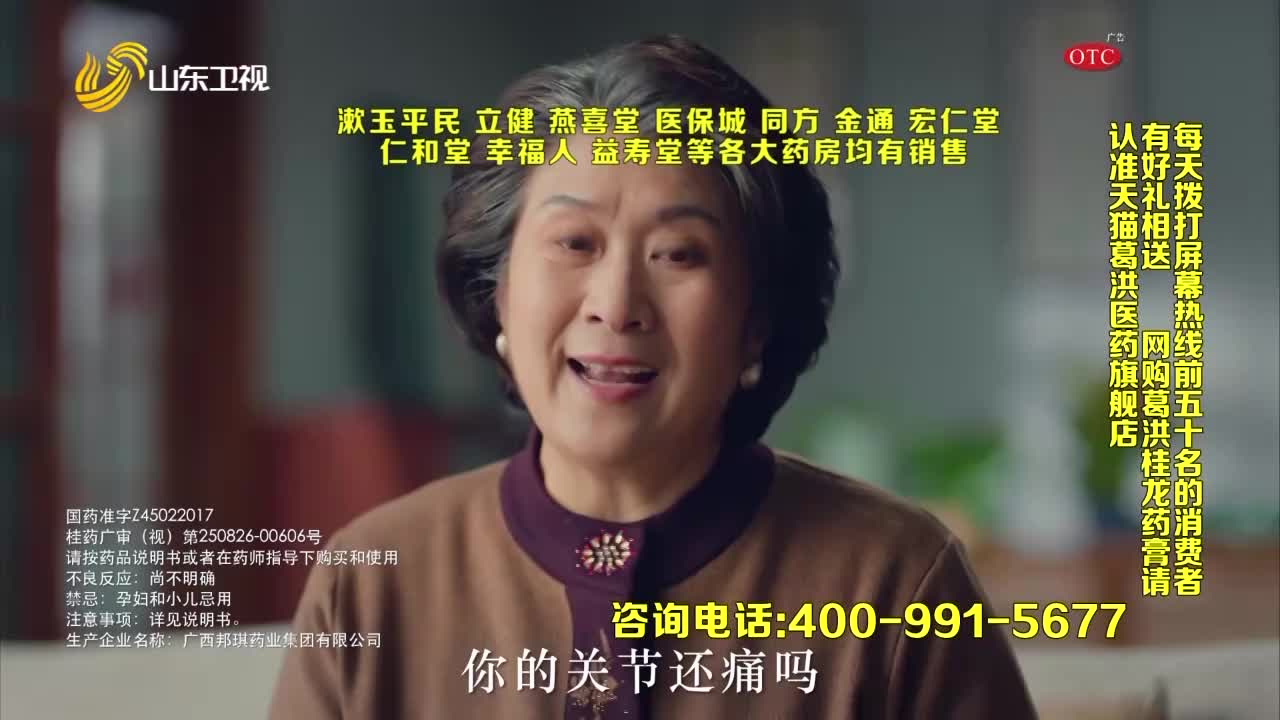 山东卫视
广告
OTC
漱玉平民 立健 燕喜堂 医保城 同方 金通 宏仁堂
仁和堂 幸福人 益寿堂等各大药房均有销售
每天拨打屏幕热线前五十名的消费者
有好礼相送 网购葛洪桂龙药膏请
认准天猫葛洪医药旗舰店
国药准字Z45022017
桂药广审（视）第250826-00606号
请按药品说明书或者在药师指导下购买和使用
不良反应：尚不明确
禁忌：孕妇和小儿忌用
注意事项：详见说明书。
生产企业名称：广西邦琪药业集团有限公司
咨询电话:400-991-5677
你的关节还痛吗